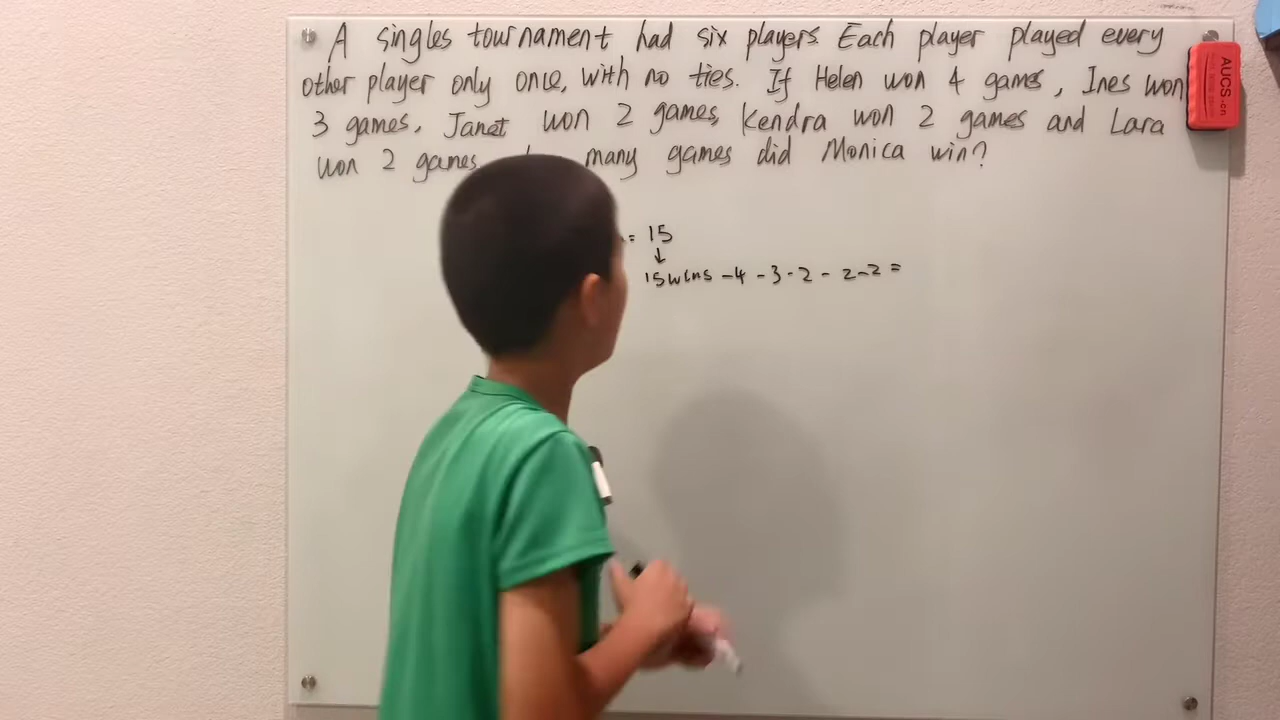 A singles tournament had six players. Each player played every
other player only once, with no ties. If Helen won 4 games, Ines won
3 games, Janet won 2 games, Kendra won 2 games and Lara
won 2 games many games did Monica win?
= 15
↓
15 wins - 4 - 3 - 2 - 2 - 2 =
AUCS.cn